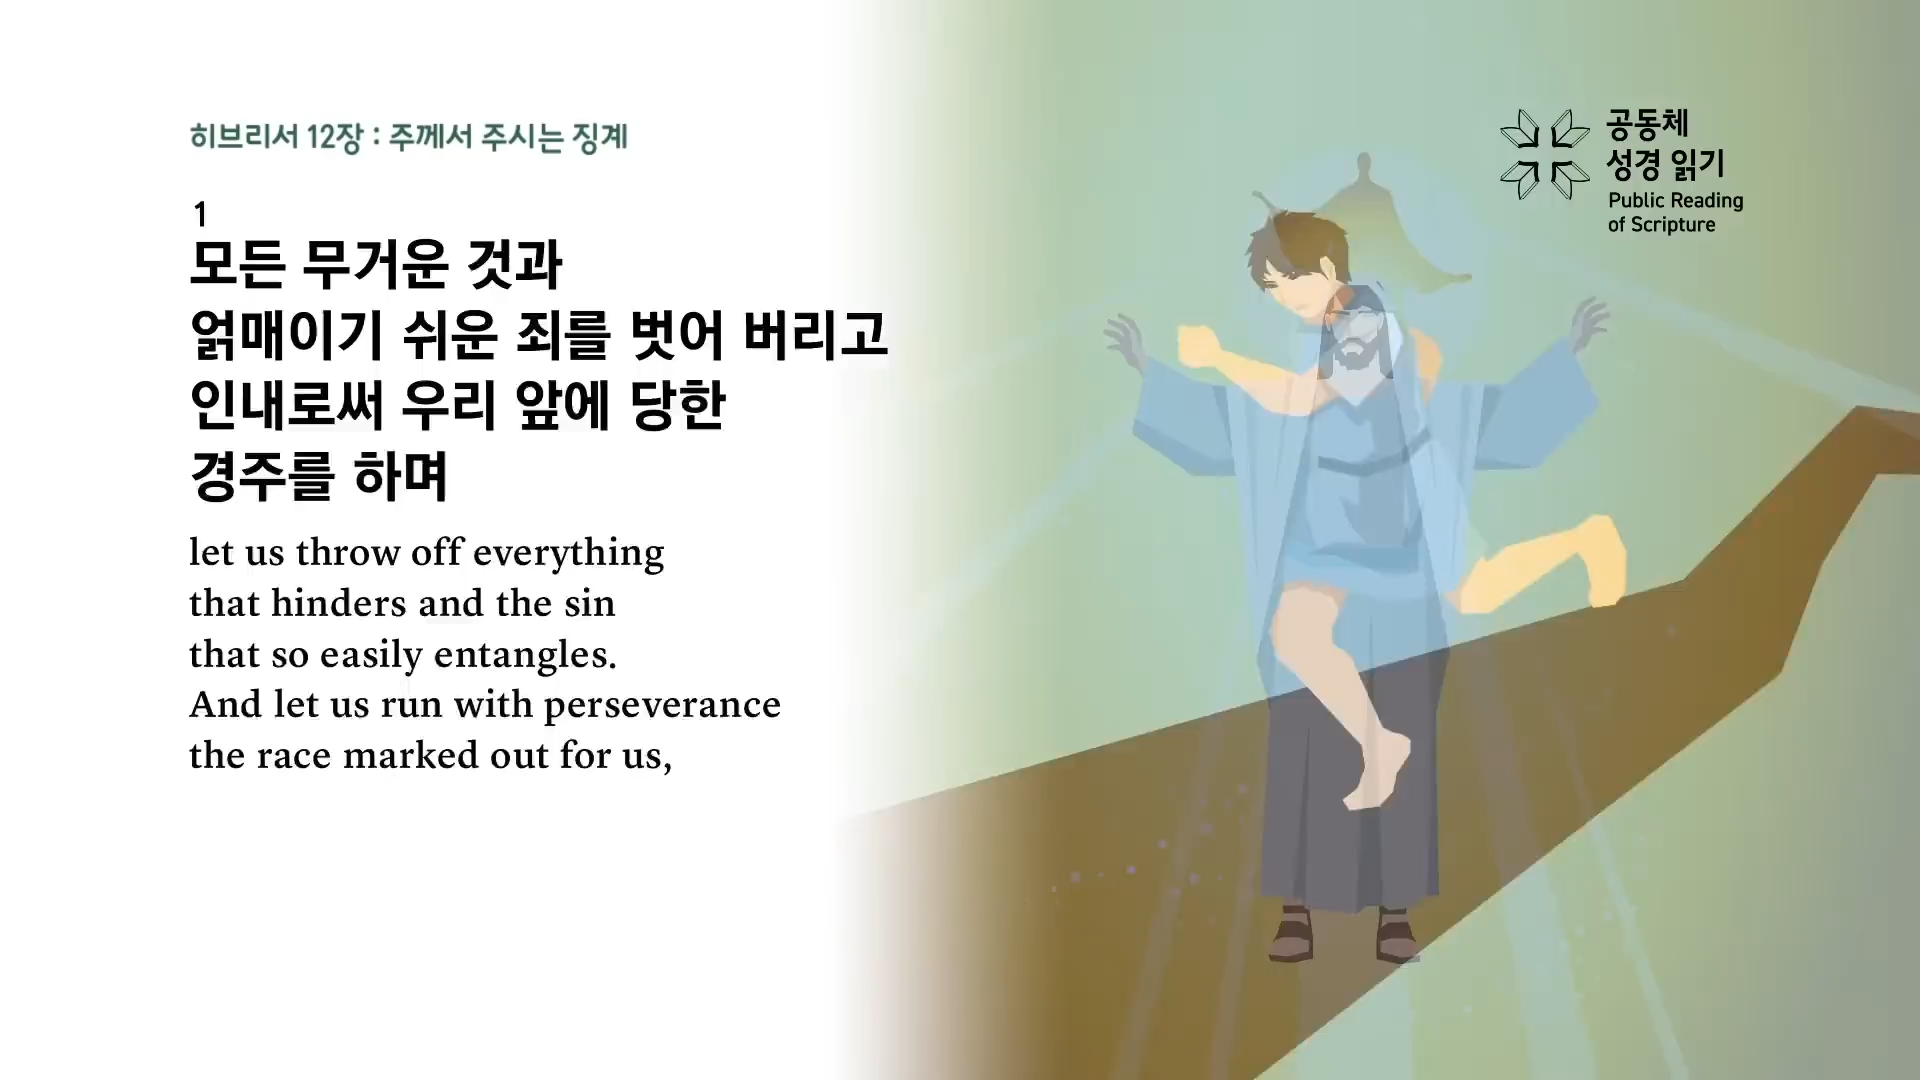 히브리서 12장 : 주께서 주시는 징계
1
모든 무거운 것과
얽매이기 쉬운 죄를 벗어 버리고
인내로써 우리 앞에 당한
경주를 하며
let us throw off everything
that hinders and the sin
that so easily entangles.
And let us run with perseverance
the race marked out for us,
공동체
성경 읽기
Public Reading
of Scripture